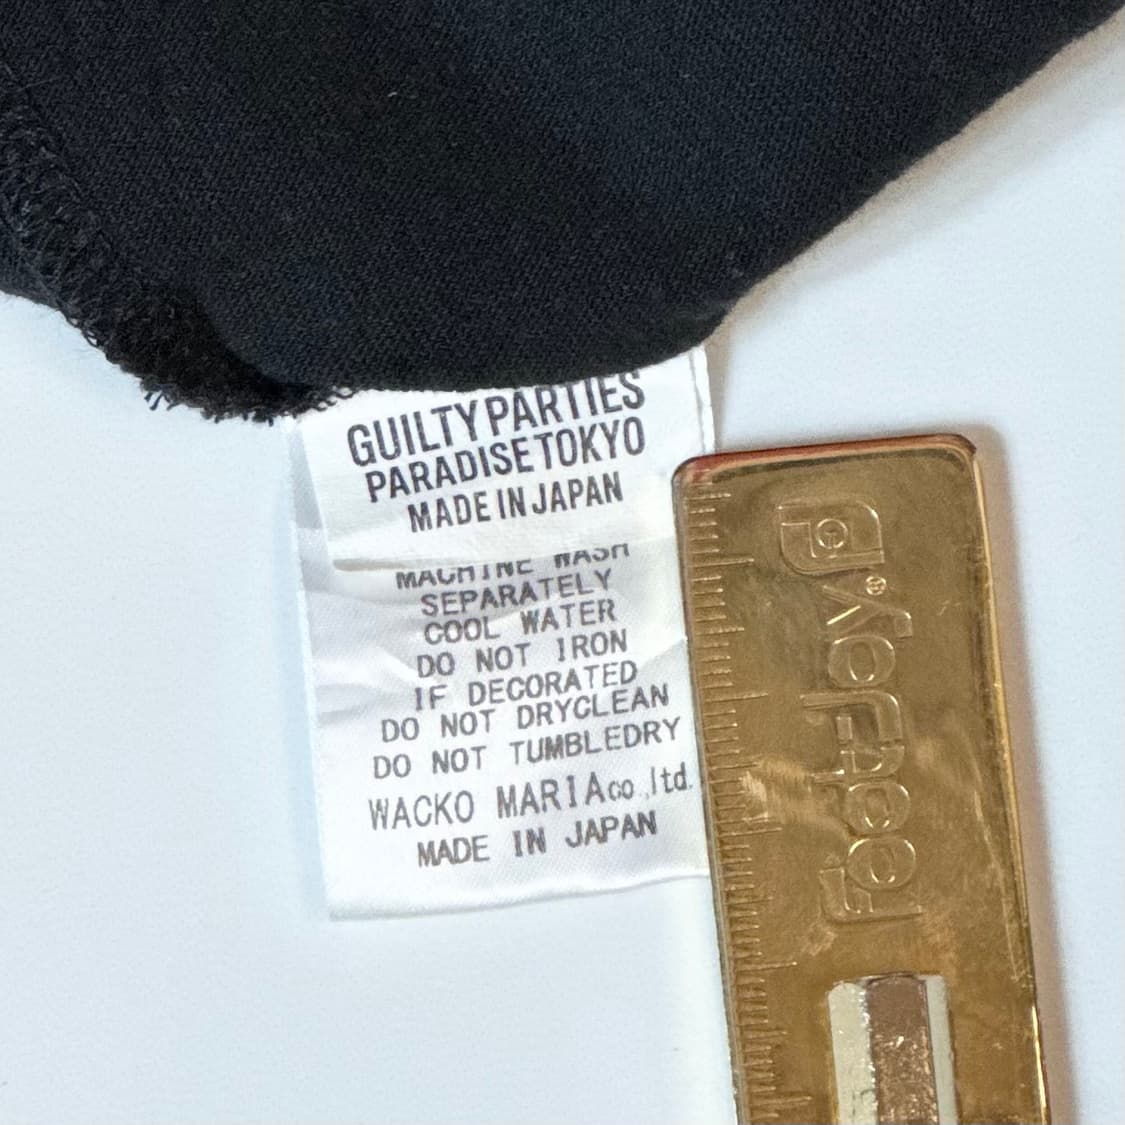 GUILTY PARTIES
PARADISE TOKYO
MADE IN JAPAN
MACHINE WASH
SEPARATELY
COOL WATER
DO NOT IRON
IF DECORATED
DO NOT DRYCLEAN
DO NOT TUMBLEDRY
WACKO MARIA co.,ltd.
MADE IN JAPAN